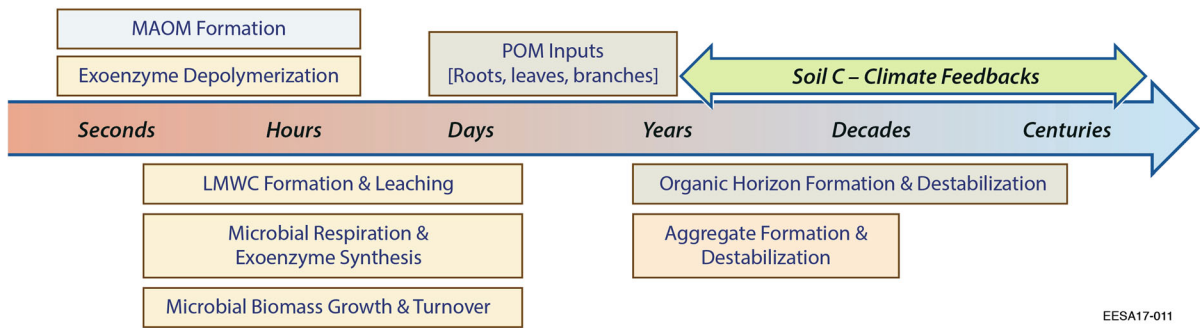 MAOM Formation
Exoenzyme Depolymerization
POM Inputs
[Roots, leaves, branches]
Soil C – Climate Feedbacks
Seconds Hours Days Years Decades Centuries
LMWC Formation & Leaching
Organic Horizon Formation & Destabilization
Microbial Respiration &
Exoenzyme Synthesis
Aggregate Formation &
Destabilization
Microbial Biomass Growth & Turnover
EESA17-011